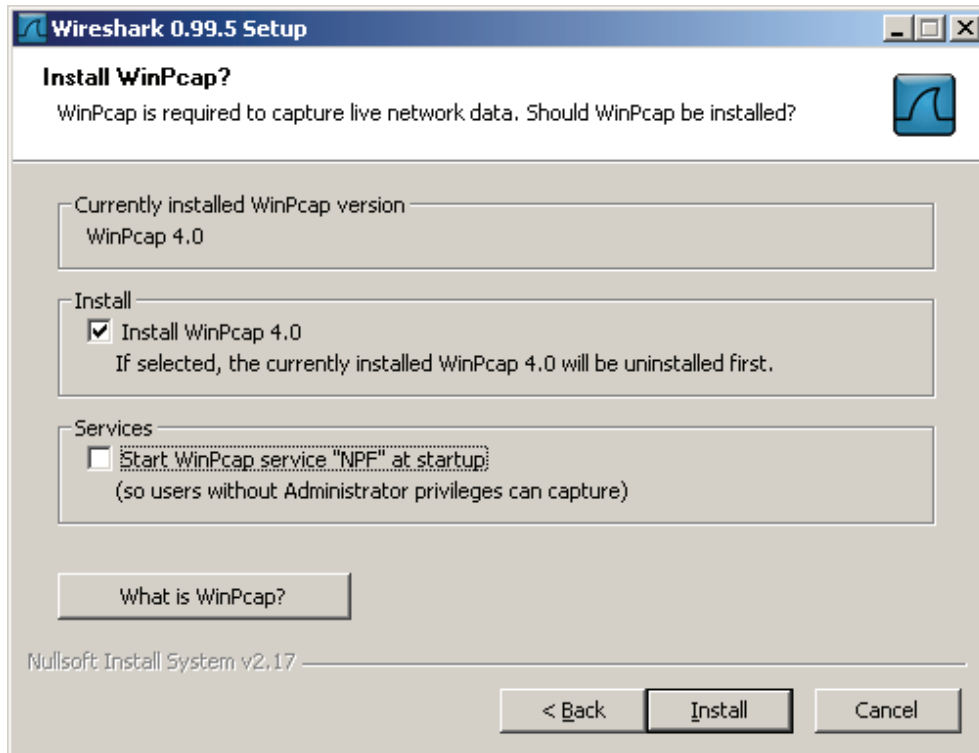 Wireshark 0.99.5 Setup
Install WinPcap?
WinPcap is required to capture live network data. Should WinPcap be installed?
Currently installed WinPcap version
WinPcap 4.0
Install
Install WinPcap 4.0
If selected, the currently installed WinPcap 4.0 will be uninstalled first.
Services
Start WinPcap service "NPF" at startup
(so users without Administrator privileges can capture)
What is WinPcap?
Nullsoft Install System v2.17
< Back
Install
Cancel